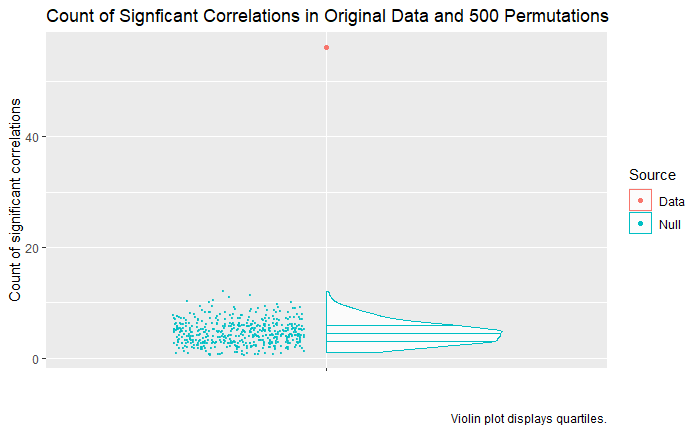 Count of Signficant Correlations in Original Data and 500 Permutations
Count of significant correlations
40
20
0
Source
Data
Null
Violin plot displays quartiles.